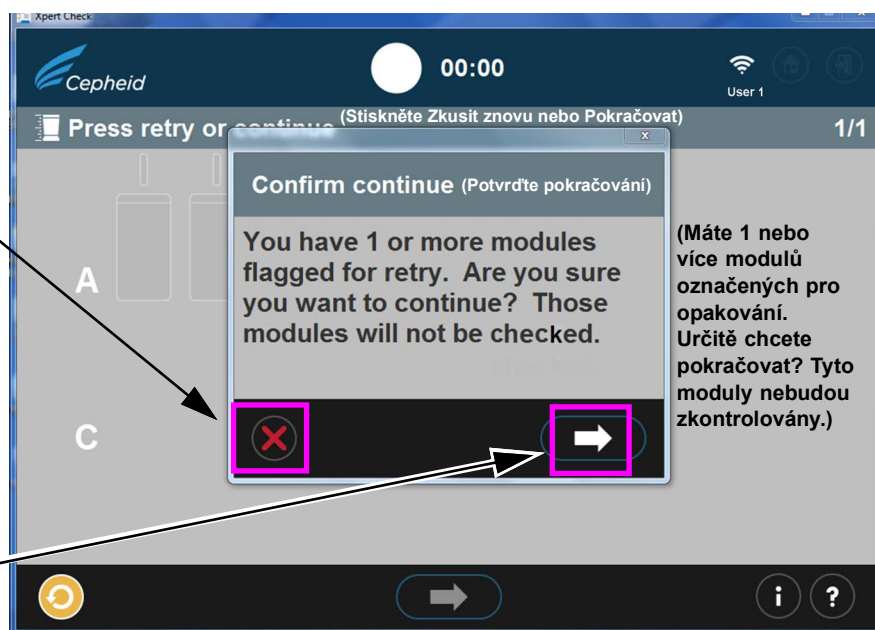 Xpert Check
Cepheid
00:00
User 1
Press retry or continue (Stiskněte Zkusit znovu nebo Pokračovat)
1/1
x
Confirm continue (Potvrďte pokračování)
You have 1 or more modules
flagged for retry. Are you sure
you want to continue? Those
modules will not be checked.
(Máte 1 nebo
více modulů
označených pro
opakování.
Určitě chcete
pokračovat? Tyto
moduly nebudou
zkontrolovány.)
A
C
i
?